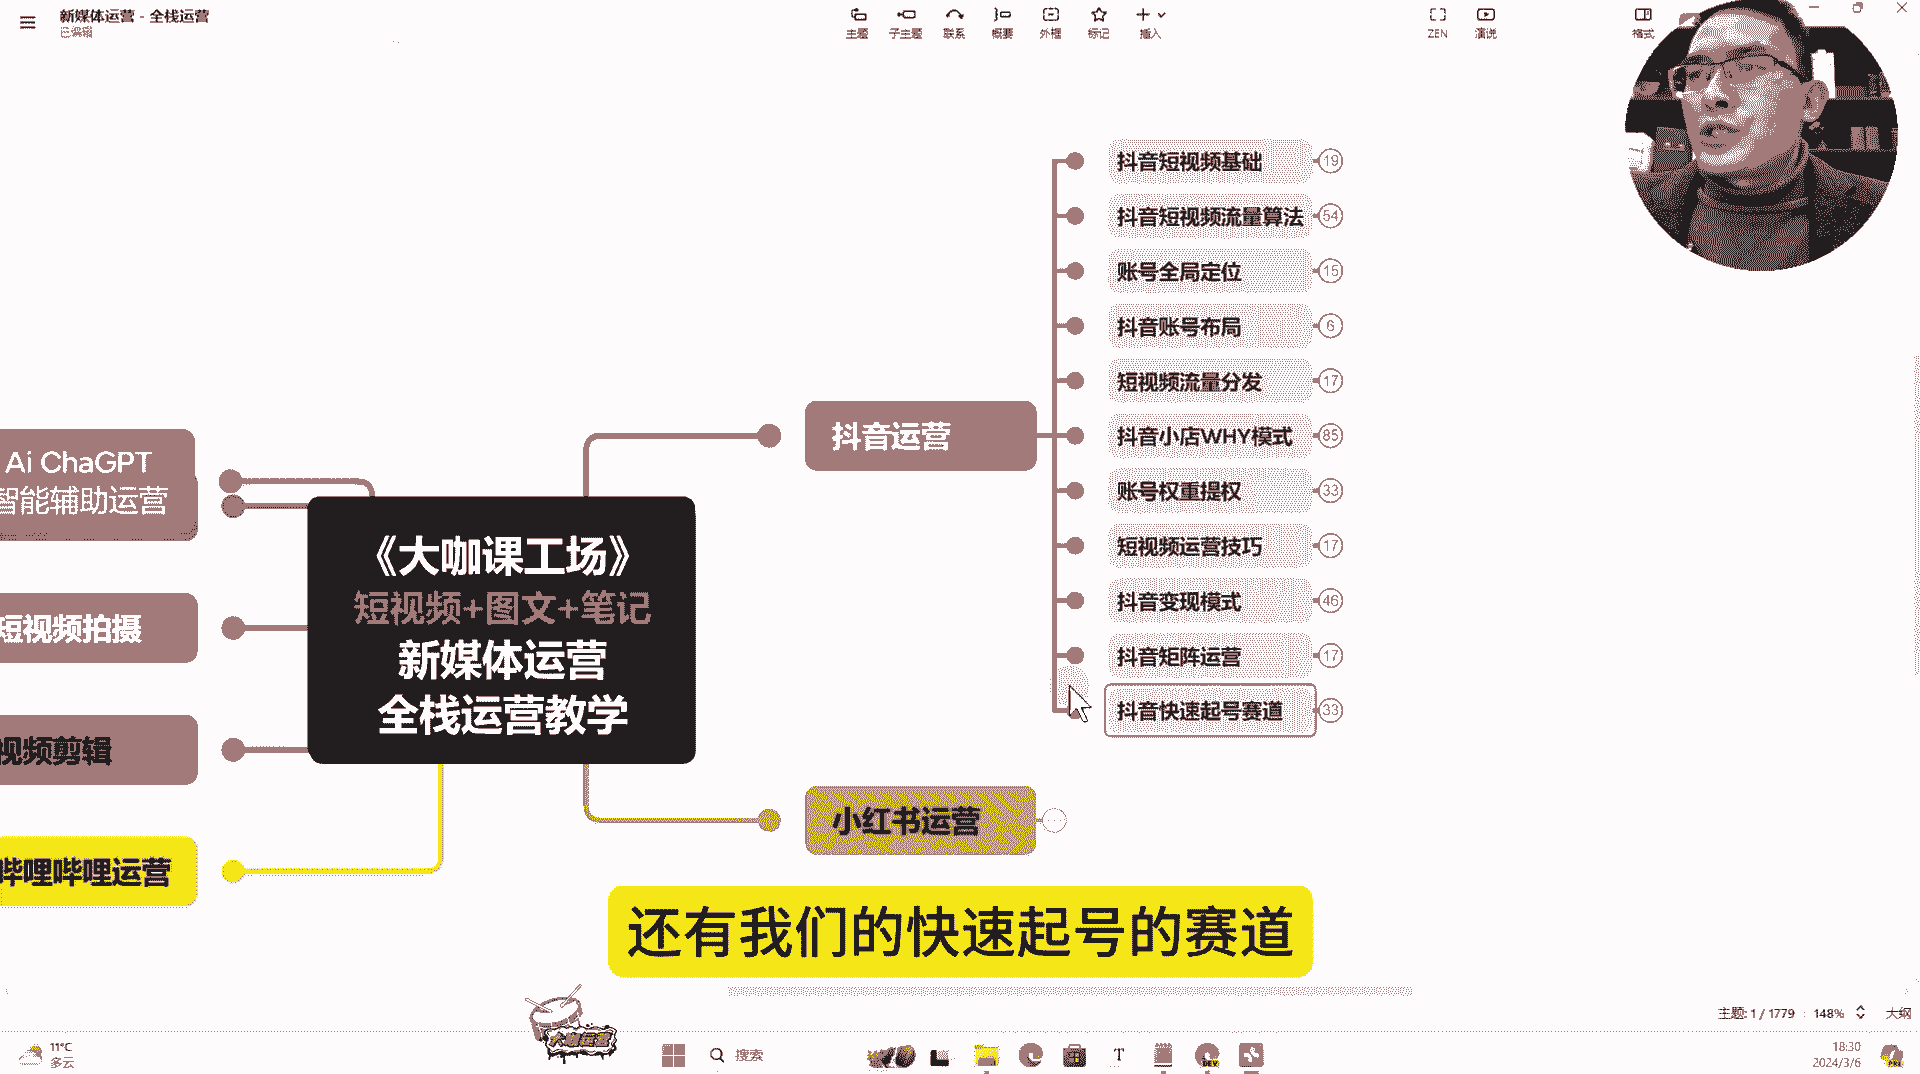 新媒体运营 - 全栈运营
已编辑
主题
子主题
联系
概要
外框
标记
插入
ZEN
演说
格式
抖音短视频基础 19
抖音短视频流量算法 54
账号全局定位 15
抖音账号布局 6
短视频流量分发 17
抖音运营
抖音小店WHY模式 85
账号权重提权 33
短视频运营技巧 17
抖音变现模式 46
抖音矩阵运营 17
抖音快速起号赛道 33
Ai ChaGPT
智能辅助运营
《大咖课工场》
短视频+图文+笔记
新媒体运营
全栈运营教学
短视频拍摄
视频剪辑
哔哩哔哩运营
小红书运营
还有我们的快速起号的赛道
主题: 1 / 1779
148%
大纲
大咖运营
11°C
多云
搜索
T
DEV
18:30
2024/3/6
PRE